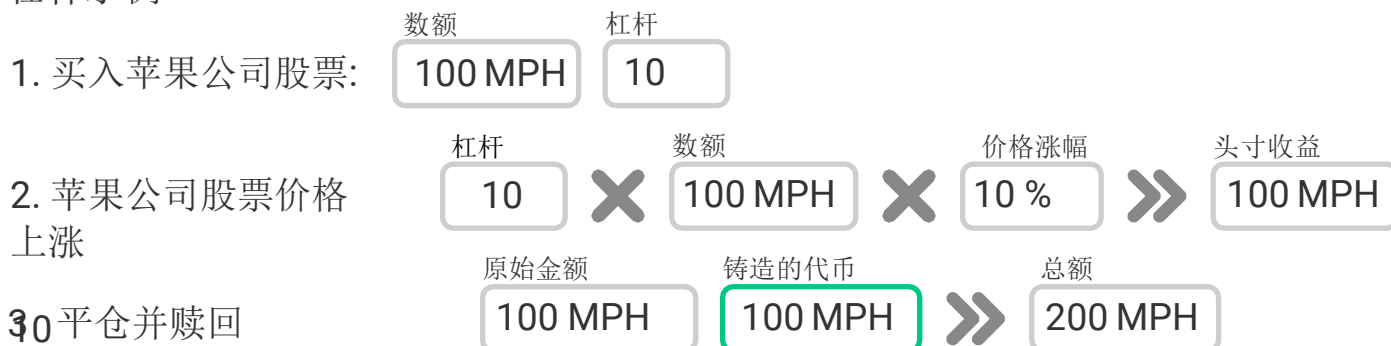 数额 杠杆
1. 买入苹果公司股票: 100 MPH 10
杠杆 数额 价格涨幅 头寸收益
2. 苹果公司股票价格 10 100 MPH 10 % 100 MPH
上涨
原始金额 铸造的代币 总额
平仓并赎回 100 MPH 100 MPH 200 MPH